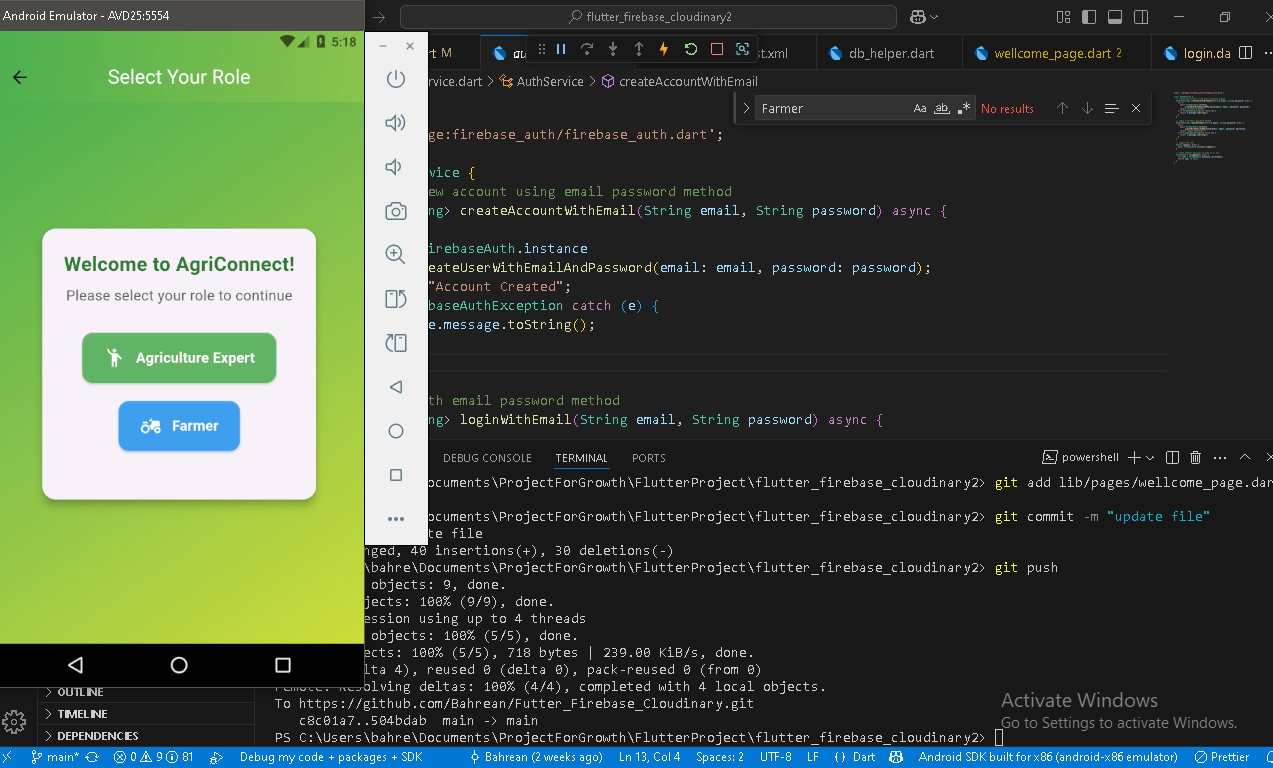 Android Emulator - AVD25:5554
5:18
Select Your Role
Welcome to AgriConnect!
Please select your role to continue
Agriculture Expert
Farmer
flutter_firebase_cloudinary2
rt M
au
st.xml
db_helper.dart
wellcome_page.dart 2
login.da
rvice.dart > AuthService > createAccountWithEmail
Farmer
Aa
ab
No results
ge:firebase_auth/firebase_auth.dart';
vice {
ew account using email password method
ng> createAccountWithEmail(String email, String password) async {
irebaseAuth.instance
eateUserWithEmailAndPassword(email: email, password: password);
"Account Created";
baseAuthException catch (e) {
e.message.toString();
th email password method
ng> loginWithEmail(String email, String password) async {
DEBUG CONSOLE
TERMINAL
PORTS
powershell
ocuments\ProjectForGrowth\FlutterProject\flutter_firebase_cloudinary2> git add lib/pages/wellcome_page.dar
ocuments\ProjectForGrowth\FlutterProject\flutter_firebase_cloudinary2> git commit -m "update file"
te file
nged, 40 insertions(+), 30 deletions(-)
\bahre\Documents\ProjectForGrowth\FlutterProject\flutter_firebase_cloudinary2> git push
objects: 9, done.
jects: 100% (9/9), done.
ession using up to 4 threads
objects: 100% (5/5), done.
ects: 100% (5/5), 718 bytes | 239.00 KiB/s, done.
lta 4), reused 0 (delta 0), pack-reused 0 (from 0)
remote: Resolving deltas: 100% (4/4), completed with 4 local objects.
To https://github.com/Bahrean/Futter_Firebase_Cloudinary.git
c8c01a7..504bdab main -> main
PS C:\Users\bahre\Documents\ProjectForGrowth\FlutterProject\flutter_firebase_cloudinary2>
OUTLINE
TIMELINE
DEPENDENCIES
Activate Windows
Go to Settings to activate Windows.
main*
0
9
81
Debug my code + packages + SDK
Bahrean (2 weeks ago)
Ln 13, Col 4
Spaces: 2
UTF-8
LF
{ } Dart
Android SDK built for x86 (android-x86 emulator)
Prettier